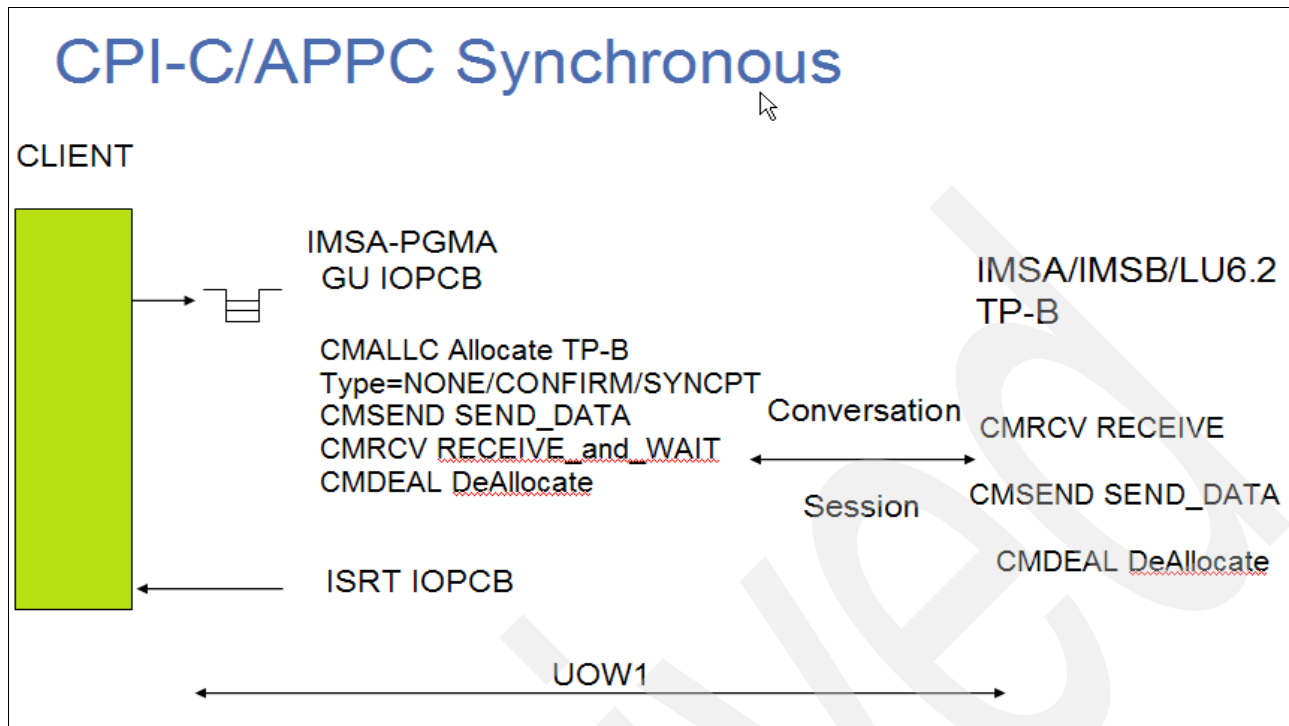 CPI-C/APPC Synchronous
CLIENT
IMSA-PGMA
GU IOPCB
CMALLC Allocate TP-B
Type=NONE/CONFIRM/SYNCPT
CMSEND SEND_DATA
CMRCV RECEIVE_and_WAIT
CMDEAL DeAllocate
ISRT IOPCB
Conversation
Session
IMSA/IMSB/LU6.2
TP-B
CMRCV RECEIVE
CMSEND SEND_DATA
CMDEAL DeAllocate
UOW1